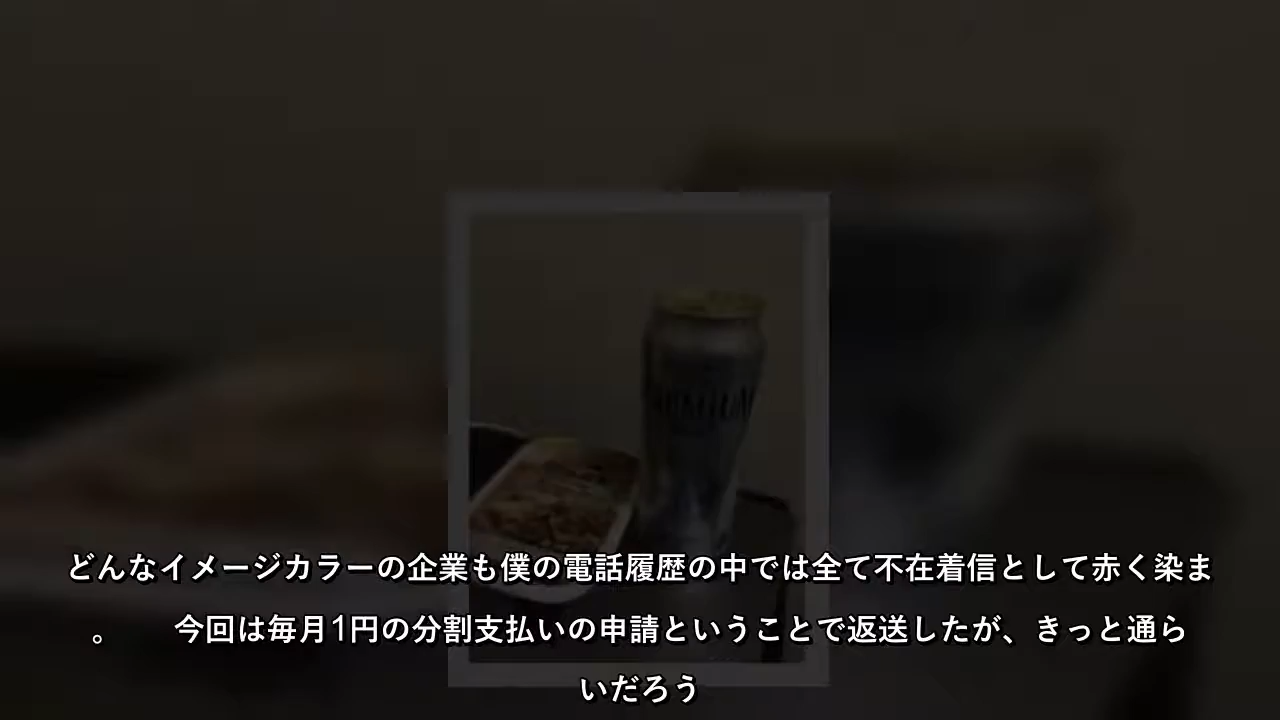 どんなイメージカラーの企業も僕の電話履歴の中では全て不在着信として赤く染ま
。　　今回は毎月1円の分割支払いの申請ということで返送したが、きっと通ら
いだろう